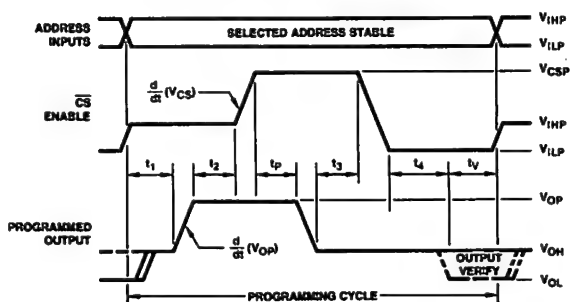 ADDRESS
INPUTS
SELECTED ADDRESS STABLE
VIHP
VILP
VCSP
CS
ENABLE
d/dt (VCS)
VIHP
VILP
t1
t2
tP
t3
t4
tV
VOP
PROGRAMMED
OUTPUT
d/dt (VOP)
VOH
OUTPUT
VERIFY
VOL
PROGRAMMING CYCLE